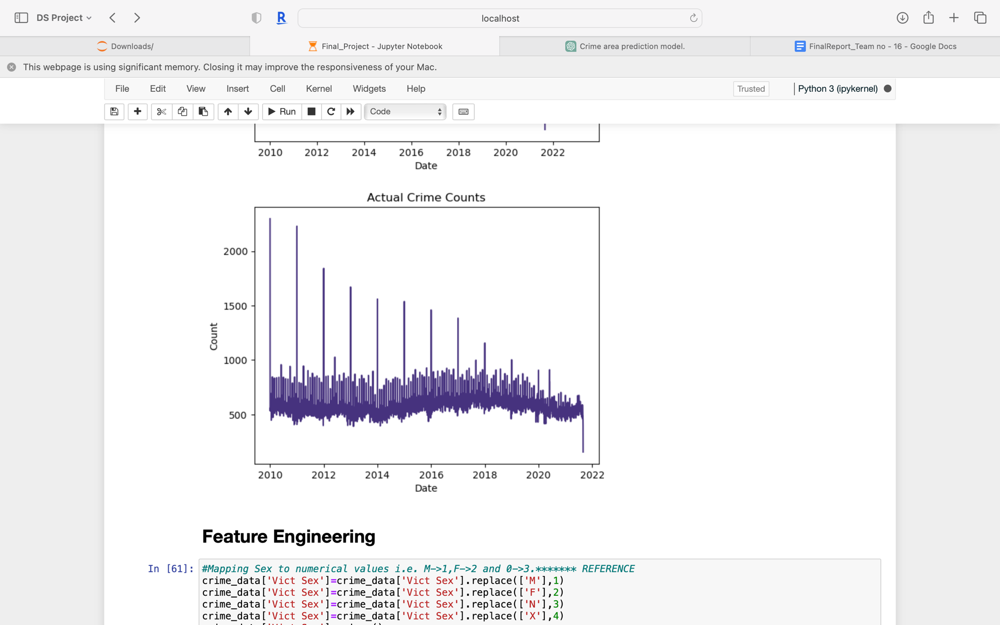 DS Project
localhost
Downloads/
Final_Project - Jupyter Notebook
Crime area prediction model.
FinalReport_Team no - 16 - Google Docs
This webpage is using significant memory. Closing it may improve the responsiveness of your Mac.
File Edit View Insert Cell Kernel Widgets Help Trusted Python 3 (ipykernel)
Run Code
2010 2012 2014 2016 2018 2020 2022
Date
Actual Crime Counts
2000
1500
Count
1000
500
2010 2012 2014 2016 2018 2020 2022
Date
Feature Engineering
In [61]: #Mapping Sex to numerical values i.e. M->1,F->2 and 0->3.******* REFERENCE
crime_data['Vict Sex']=crime_data['Vict Sex'].replace(['M'],1)
crime_data['Vict Sex']=crime_data['Vict Sex'].replace(['F'],2)
crime_data['Vict Sex']=crime_data['Vict Sex'].replace(['N'],3)
crime_data['Vict Sex']=crime_data['Vict Sex'].replace(['X'],4)